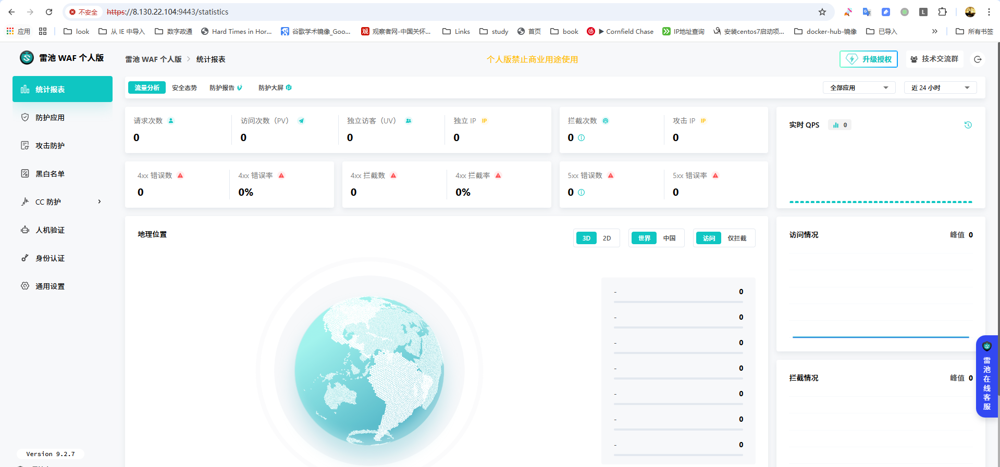 不安全 https://8.130.22.104:9443/statistics
应用 look 从 IE 中导入 数字政通 Hard Times in Hor... 谷歌学术镜像_Goo... 观 观察者网-中国关怀... Links study 首页 book ▶ Cornfield Chase IP地址查询 安装centos7启动项... docker-hub-镜像 已导入 » 所有书签
雷池 WAF 个人版
雷池 WAF 个人版 > 统计报表
个人版禁止商业用途使用
升级授权
技术交流群
统计报表
防护应用
攻击防护
黑白名单
CC 防护
人机验证
身份认证
通用设置
Version 9.2.7
流量分析 安全态势 防护报告 防护大屏
全部应用 近 24 小时
请求次数 访问次数（PV） 独立访客（UV） 独立 IP IP
0 0 0 0
拦截次数 攻击 IP IP
0 0
实时 QPS 0
4xx 错误数 4xx 错误率
0 0%
4xx 拦截数 4xx 拦截率
0 0%
5xx 错误数 5xx 错误率
0 0
地理位置
3D 2D 世界 中国 访问 仅拦截
- 0
- 0
- 0
- 0
- 0
- 0
- 0
访问情况 峰值 0
拦截情况 峰值 0
雷池在线客服